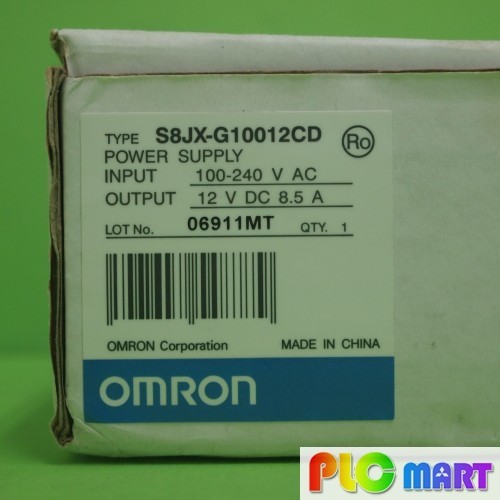 TYPE S8JX-G10012CD
Ro
POWER SUPPLY
INPUT 100-240 V AC
OUTPUT 12 V DC 8.5 A
LOT No. 06911MT QTY. 1
OMRON Corporation MADE IN CHINA
OMRON
PLC MART